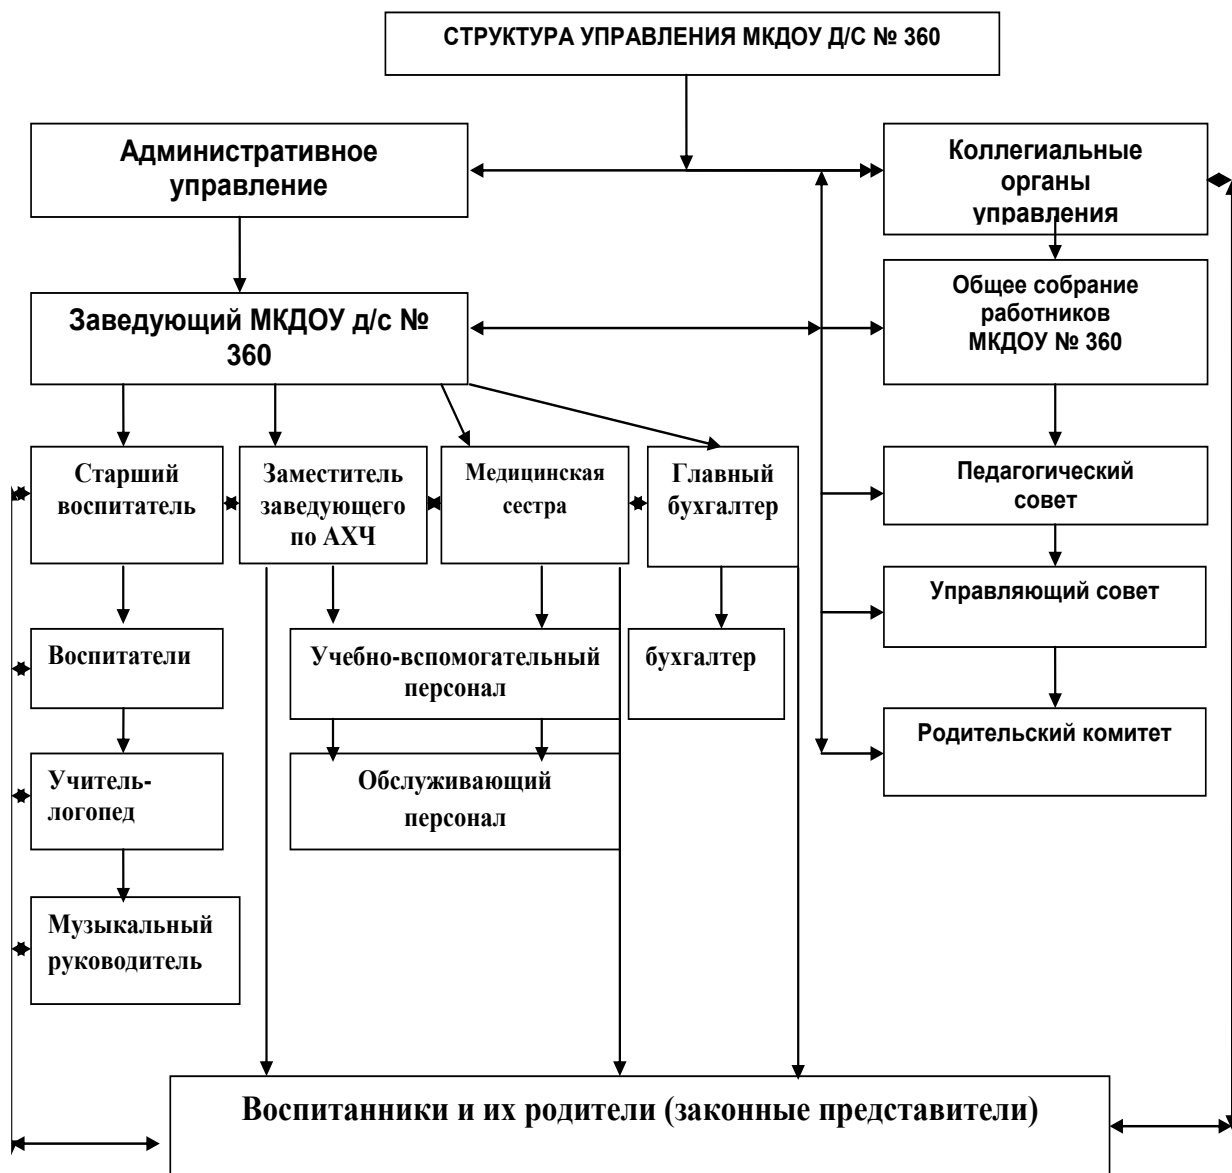 СТРУКТУРА УПРАВЛЕНИЯ МКДОУ Д/С № 360
Административное
управление
Коллегиальные
органы
управления
Заведующий МКДОУ д/с №
360
Общее собрание
работников
МКДОУ № 360
Старший
воспитатель
Заместитель
заведующего
по АХЧ
Медицинская
сестра
Главный
бухгалтер
Педагогический
совет
Управляющий совет
Воспитатели
Учебно-вспомогательный
персонал
бухгалтер
Родительский комитет
Учитель-
логопед
Обслуживающий
персонал
Музыкальный
руководитель
Воспитанники и их родители (законные представители)